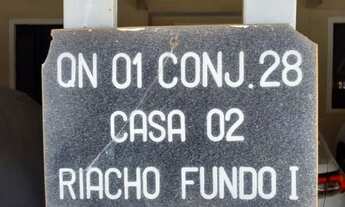 QN 01 CONJ. 28
CASA 02
RIACHO FUNDO I